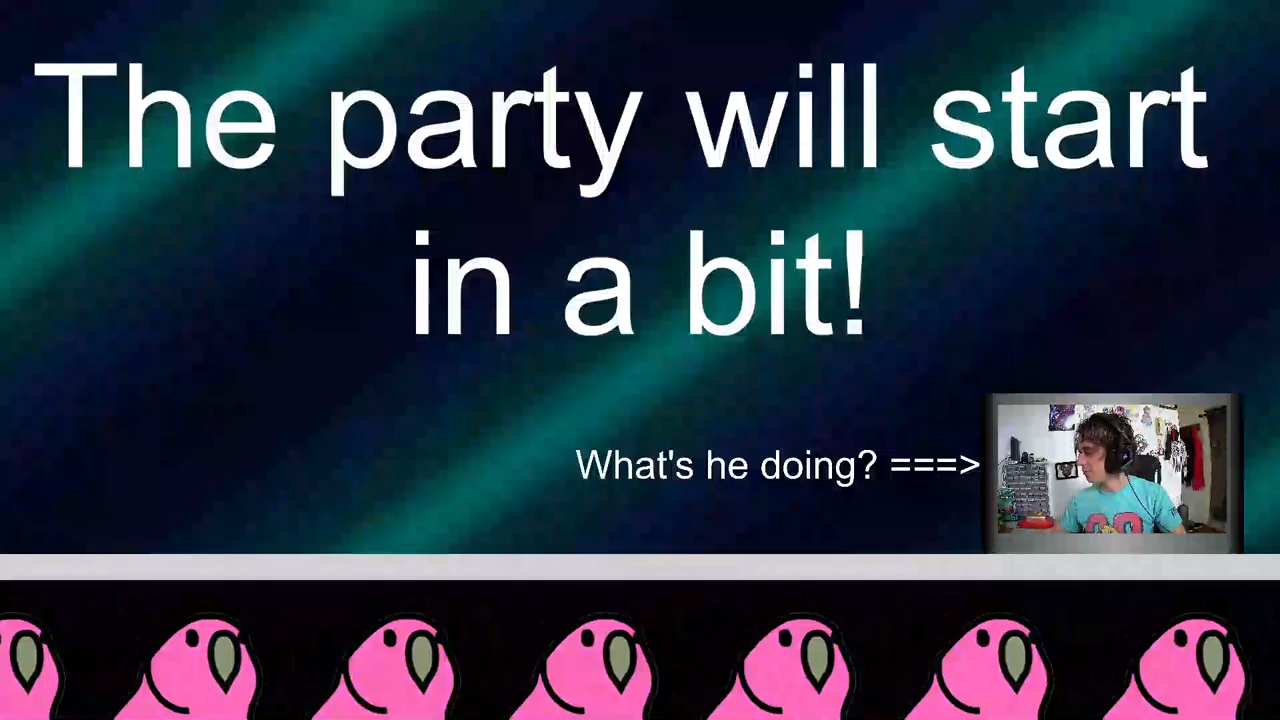 The party will start
in a bit!
What's he doing? ===>